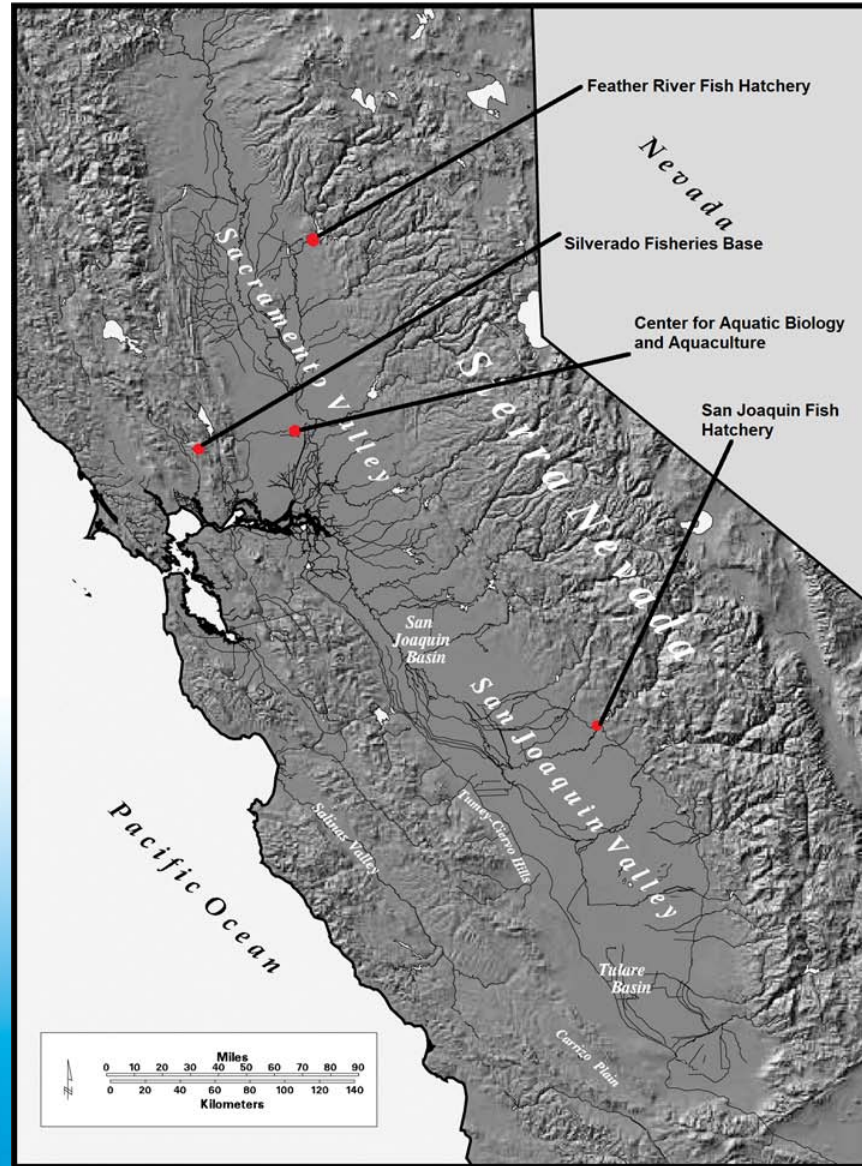 Feather River Fish Hatchery
Nevada
Silverado Fisheries Base
Sacramento Valley
Center for Aquatic Biology
and Aquaculture
Sierra Nevada
San Joaquin Fish
Hatchery
San
Joaquin
Basin
San Joaquin Valley
Tumey-Ciervo Hills
Salinas Valley
Pacific Ocean
Tulare
Basin
Carrizo Plain
Miles
0 10 20 30 40 50 60 70 80 90
0 20 40 60 80 100 120 140
Kilometers
N